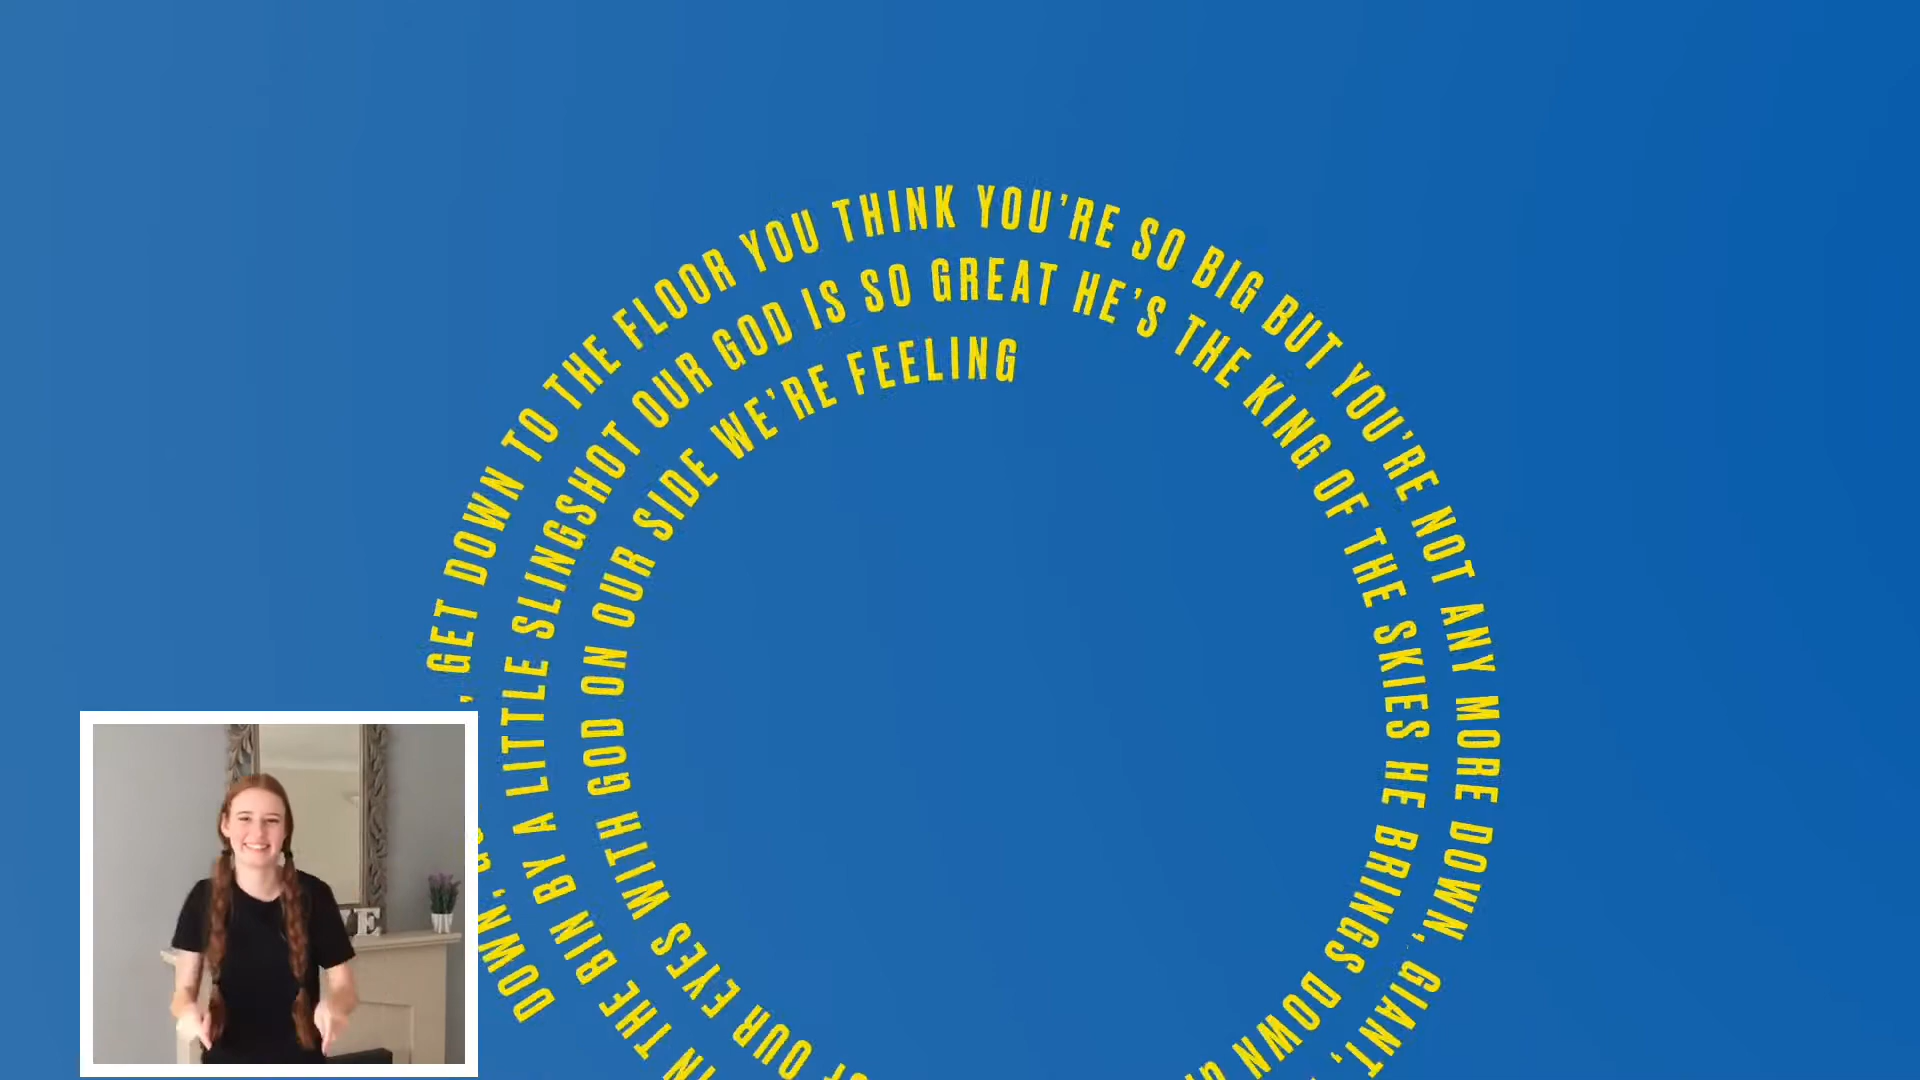 DOWN,
GET DOWN TO THE FLOOR YOU THINK YOU'RE SO BIG BUT YOU'RE NOT ANY MORE DOWN, GIANT,
IN THE BIN BY A LITTLE SLINGSHOT OUR GOD IS SO GREAT HE'S THE KING OF THE SKIES HE BRINGS DOWN
OUR EYES WITH GOD ON OUR SIDE WE'RE FEELING
E